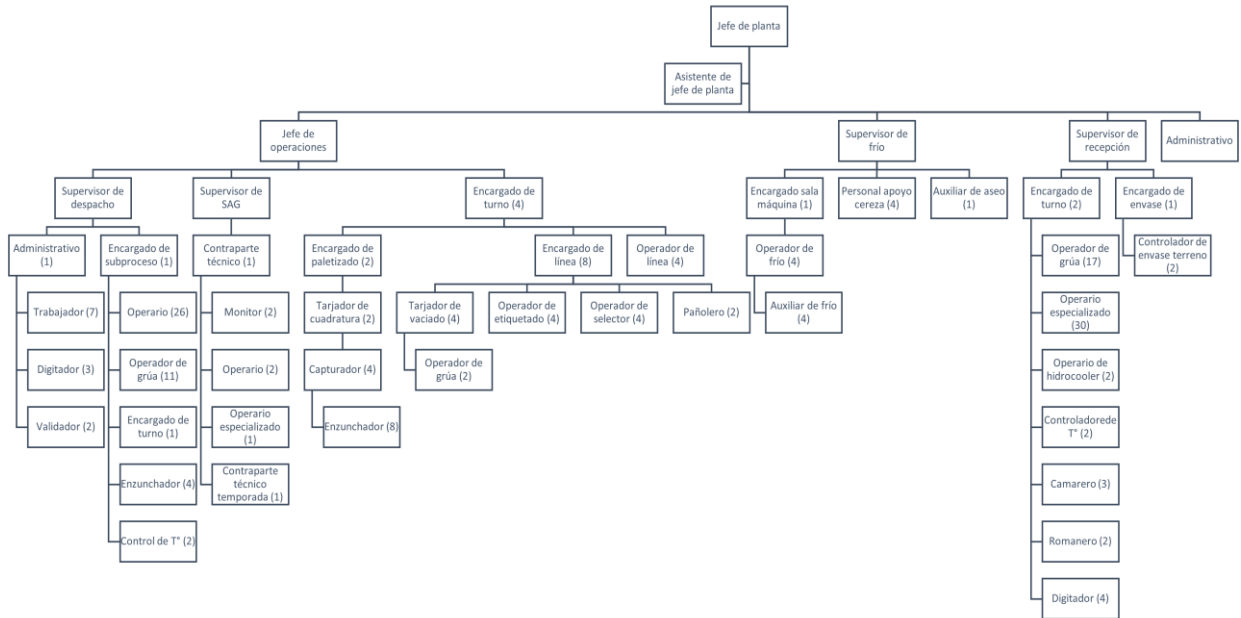 Jefe de planta
Asistente de
jefe de planta
Jefe de
operaciones
Supervisor de
frío
Supervisor de
recepción
Administrativo
Supervisor de
despacho
Supervisor de
SAG
Encargado de
turno (4)
Encargado sala
máquina (1)
Personal apoyo
cereza (4)
Auxiliar de aseo
(1)
Encargado de
turno (2)
Encargado de
envase (1)
Administrativo
(1)
Encargado de
subproceso (1)
Contraparte
técnico (1)
Encargado de
paletizado (2)
Encargado de
línea (8)
Operador de
línea (4)
Operador de
frío (4)
Operador de
grúa (17)
Controlador de
envase terreno
(2)
Trabajador (7)
Operario (26)
Monitor (2)
Tarjador de
cuadratura (2)
Tarjador de
vaciado (4)
Operador de
etiquetado (4)
Operador de
selector (4)
Pañolero (2)
Auxiliar de frío
(4)
Operario
especializado
(30)
Digitador (3)
Operador de
grúa (11)
Operario (2)
Capturador (4)
Operador de
grúa (2)
Operario de
hidrocooler (2)
Validador (2)
Encargado de
turno (1)
Operario
especializado
(1)
Enzunchador (8)
Controladorede
T° (2)
Enzunchador (4)
Contraparte
técnico
temporada (1)
Camarero (3)
Control de T° (2)
Romanero (2)
Digitador (4)